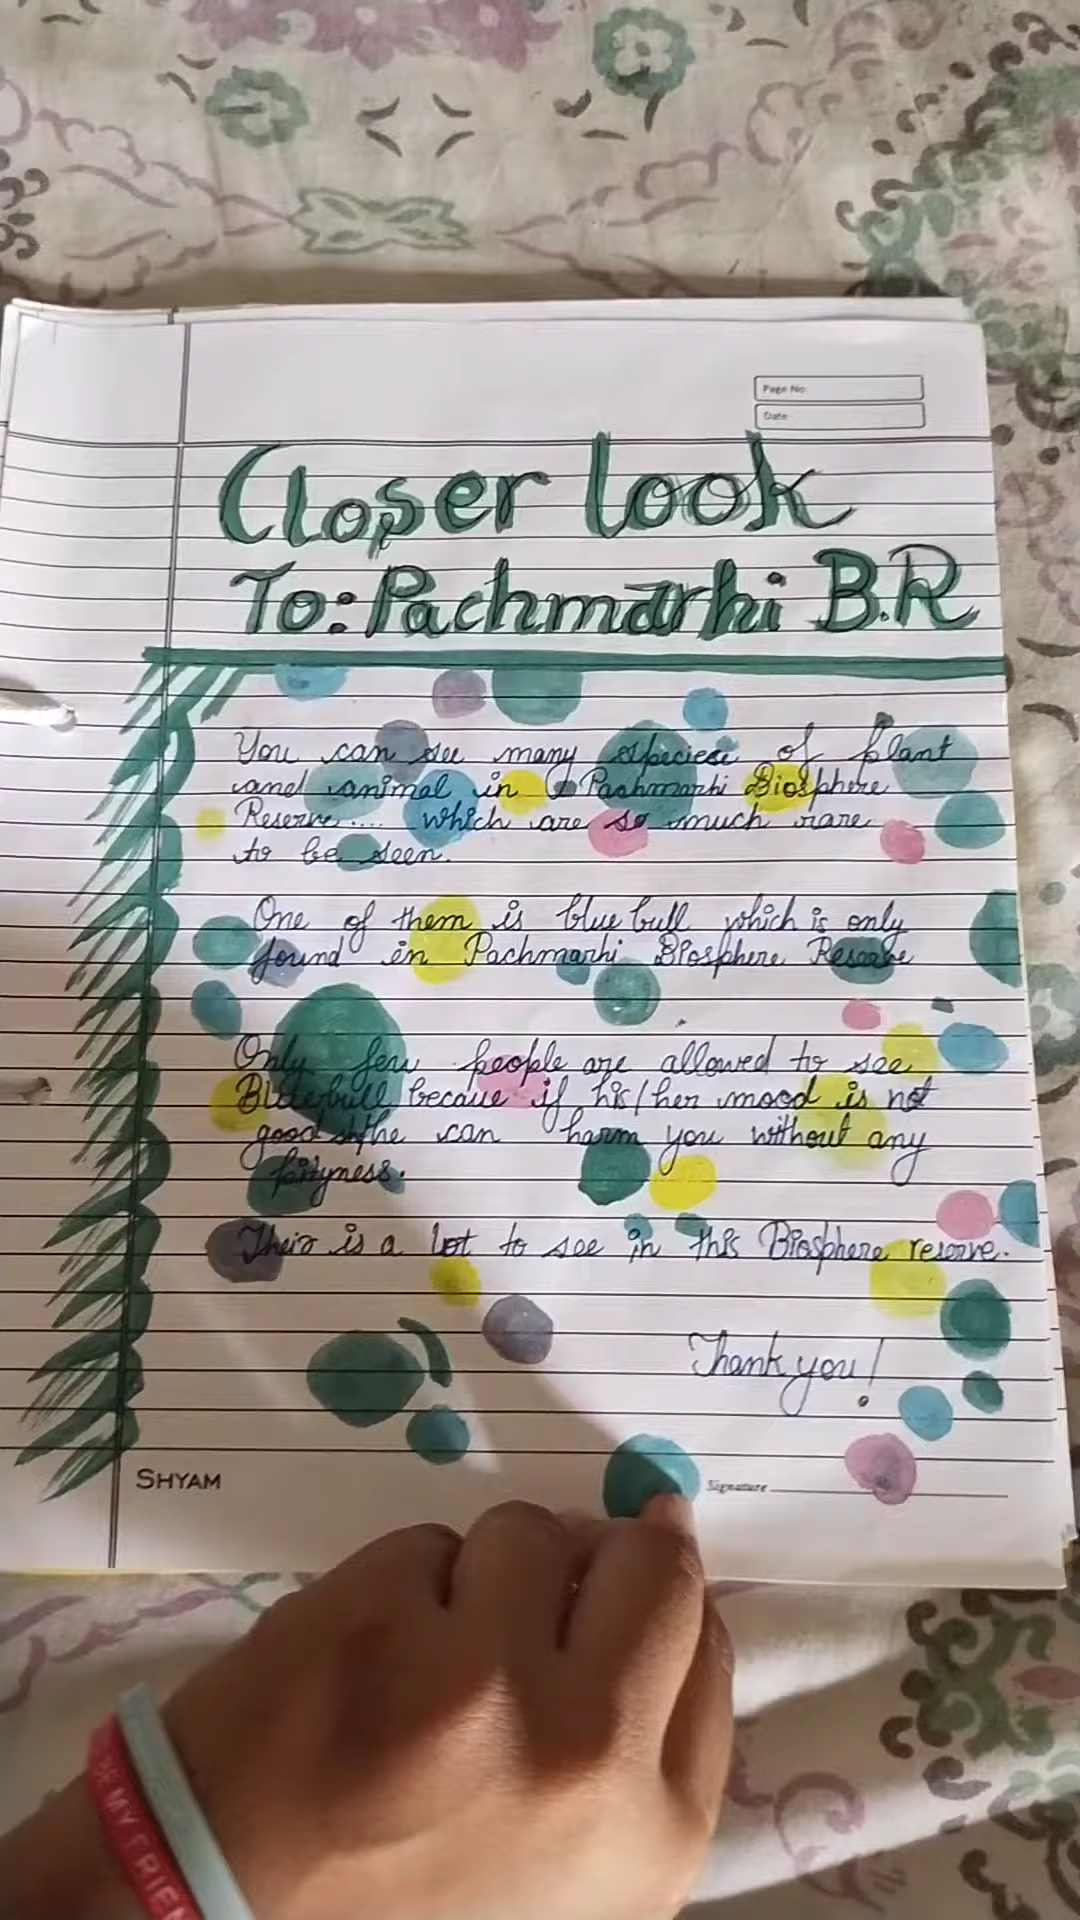 Page No
Date
Closer look
To: Pachmarhi B.R
You can see many species of plant
and animal in Pachmarhi Biosphere
Reserve.... which are so much rare
to be seen.
One of them is blue bull which is only
found in Pachmarhi Biosphere Reserve
Only few people are allowed to see
Bluebull becaue if his/her mood is not
good s/he can harm you without any
Their is a lot to see in this Biosphere reserve.
Thank you!
SHYAM
Signature
MY FRIEN